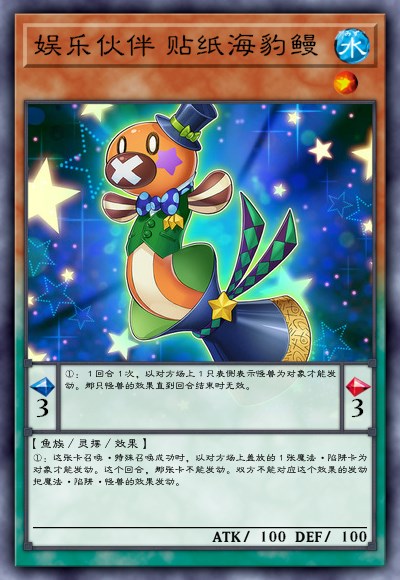 娱乐伙伴 贴纸海豹鳗
水
①：1回合1次，以对方场上1只表侧表示怪兽为对象才能发
动。那只怪兽的效果直到回合结束时无效。
3
3
【鱼族／灵摆／效果】
①：这张卡召唤·特殊召唤成功时，以对方场上盖放的1张魔法·陷阱卡为
对象才能发动。这个回合，那张卡不能发动。双方不能对应这个效果的发动
把魔法·陷阱·怪兽的效果发动。
ATK/ 100 DEF/ 100